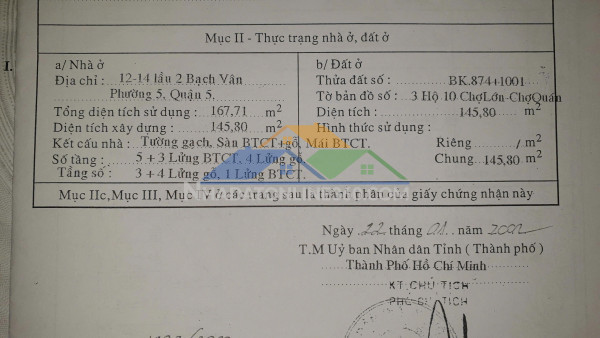 Mục II - Thực trạng nhà ở, đất ở
I.
a/ Nhà ở
Địa chỉ : 12-14 lầu 2 Bạch Vân
Phường 5, Quận 5.
Tổng diện tích sử dụng : 167,71 m2
Diện tích xây dựng : 145,80 m2
Kết cấu nhà : Tường gạch, Sàn BTCT+gỗ, Mái BTCT.
Số tầng : 5 + 3 Lửng BTCT, 4 Lửng gỗ.
Tầng số : 3 + 4 Lửng gỗ, 1 Lửng BTCT.
b/ Đất ở
Thửa đất số : BK.874+1001
Tờ bản đồ số : 3 Hộ 10 ChợLớn-ChợQuán
Diện tích : 145,80 m2
Hình thức sử dụng :
Riêng / m2
Chung 145,80 m2
Mục IIc, Mục III, Mục IV ở các trang sau là thành phần của giấy chứng nhận này
Ngày 22 tháng 01 năm 2002
T.M Uỷ ban Nhân dân Tỉnh ( Thành phố )
Thành Phố Hồ Chí Minh
KT.CHỦ TỊCH
PHÓ CHỦ TỊCH